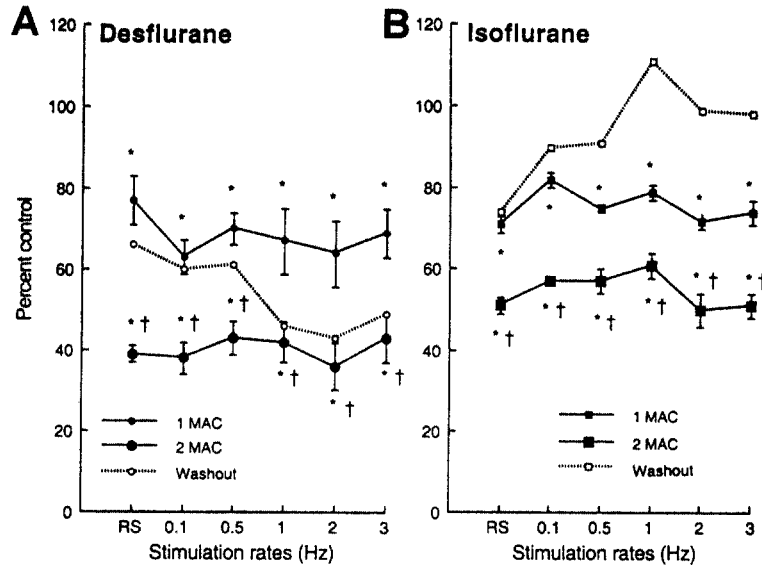 A Desflurane
120
100
80
60
40
20
0
Percent control
* * * * * *
*† *† *† *† *† *†
1 MAC
2 MAC
Washout
RS 0.1 0.5 1 2 3
Stimulation rates (Hz)
B Isoflurane
120
100
80
60
40
20
0
* * * * * *
*† *† *† *† *† *†
1 MAC
2 MAC
Washout
RS 0.1 0.5 1 2 3
Stimulation rates (Hz)